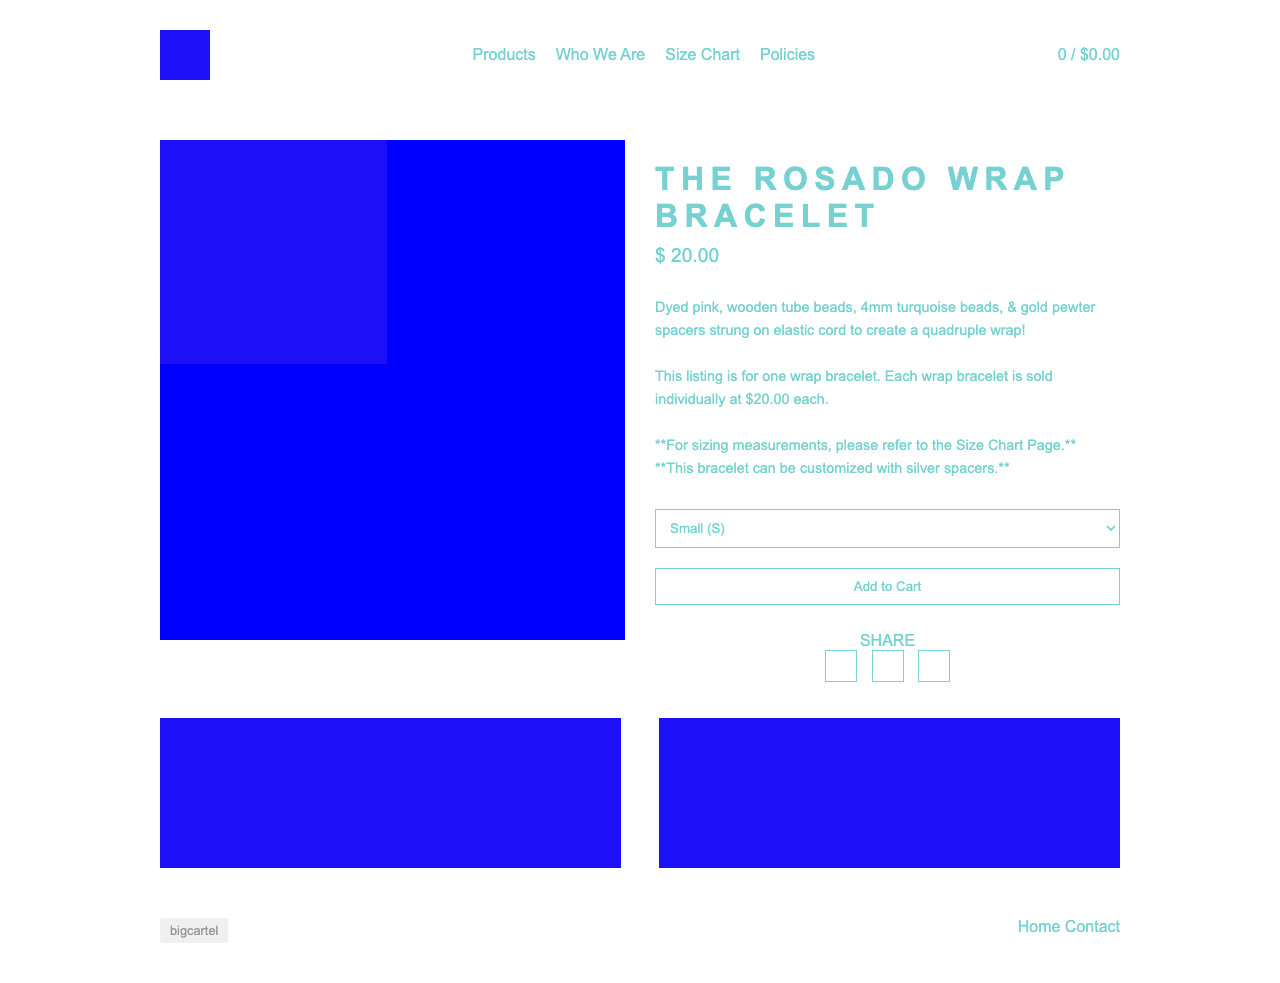 Products Who We Are Size Chart Policies 0 / $0.00
THE ROSADO WRAP
BRACELET
$ 20.00
Dyed pink, wooden tube beads, 4mm turquoise beads, & gold pewter
spacers strung on elastic cord to create a quadruple wrap!
This listing is for one wrap bracelet. Each wrap bracelet is sold
individually at $20.00 each.
**For sizing measurements, please refer to the Size Chart Page.**
**This bracelet can be customized with silver spacers.**
Small (S)
Add to Cart
SHARE
bigcartel
Home Contact